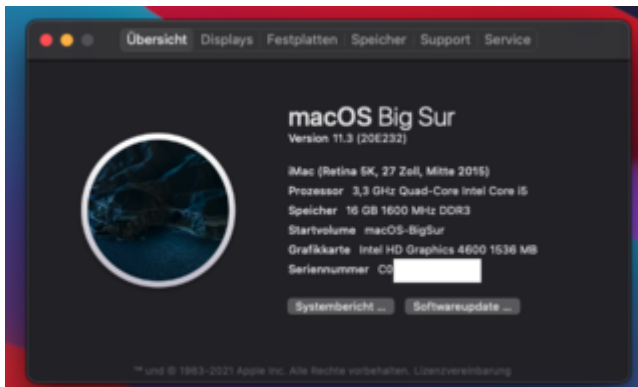 Übersicht Displays Festplatten Speicher Support Service
macOS Big Sur
Version 11.3 (20E232)
iMac (Retina 5K, 27 Zoll, Mitte 2015)
Prozessor 3,3 GHz Quad-Core Intel Core i5
Speicher 16 GB 1600 MHz DDR3
Startvolume macOS-BigSur
Grafikkarte Intel HD Graphics 4600 1536 MB
Seriennummer C0
Systembericht ... Softwareupdate ...
™ und © 1983-2021 Apple Inc. Alle Rechte vorbehalten. Lizenzvereinbarung